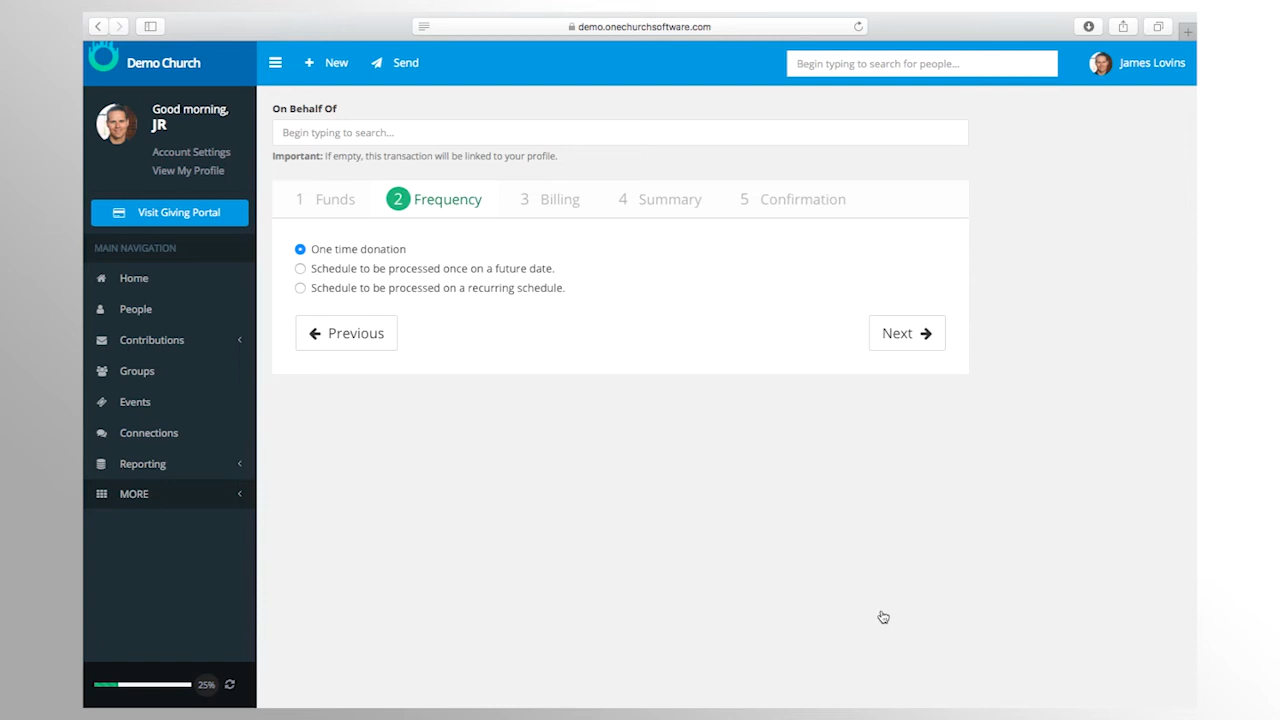 demo.onechurchsoftware.com
Demo Church
New
Send
Begin typing to search for people...
James Lovins
Good morning,
JR
Account Settings
View My Profile
Visit Giving Portal
MAIN NAVIGATION
Home
People
Contributions
Groups
Events
Connections
Reporting
MORE
25%
On Behalf Of
Begin typing to search...
Important: If empty, this transaction will be linked to your profile.
1 Funds
2 Frequency
3 Billing
4 Summary
5 Confirmation
One time donation
Schedule to be processed once on a future date.
Schedule to be processed on a recurring schedule.
Previous
Next